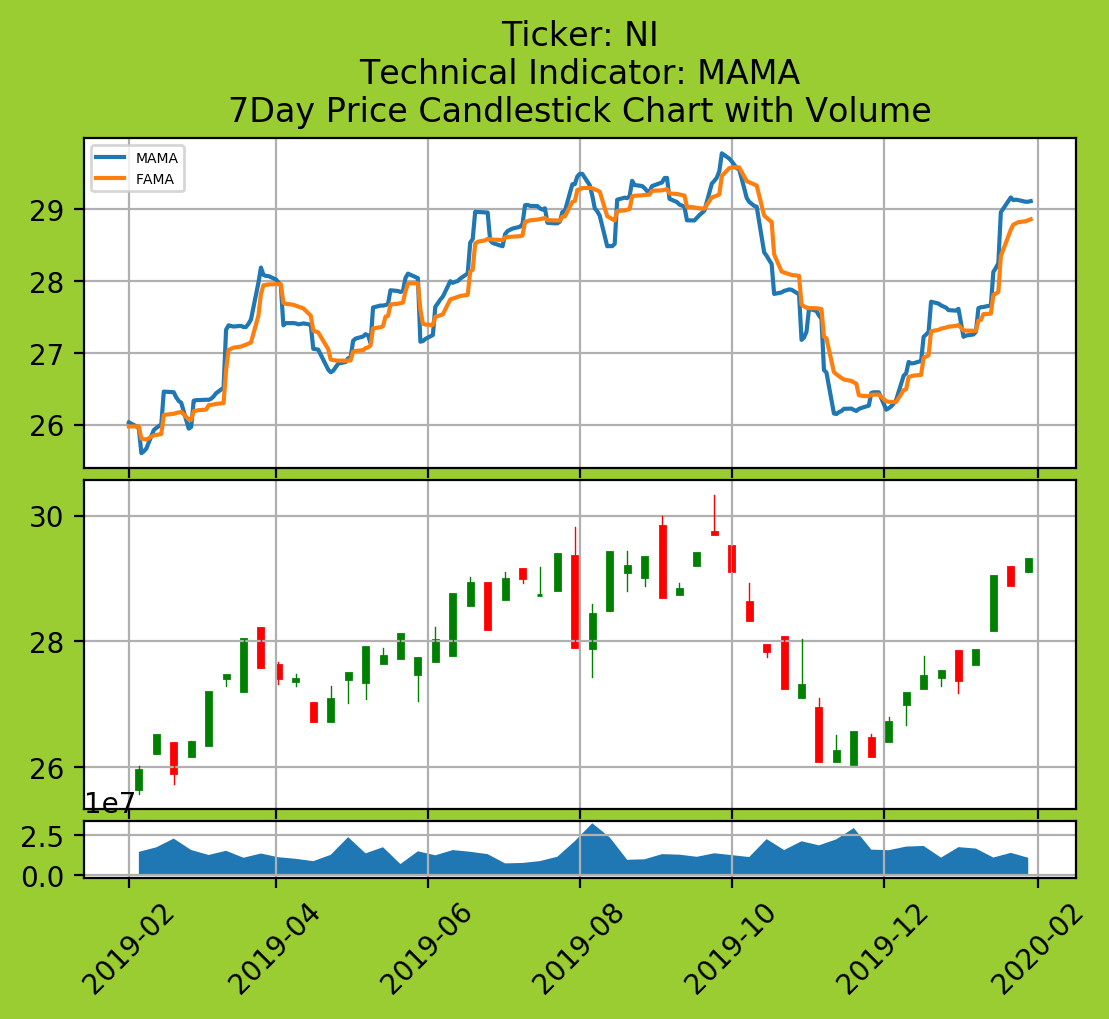 Ticker: NI
Technical Indicator: MAMA
7Day Price Candlestick Chart with Volume
MAMA
FAMA
29
28
27
26
30
28
26
1e7
2.5
0.0
2019-02
2019-04
2019-06
2019-08
2019-10
2019-12
2020-02